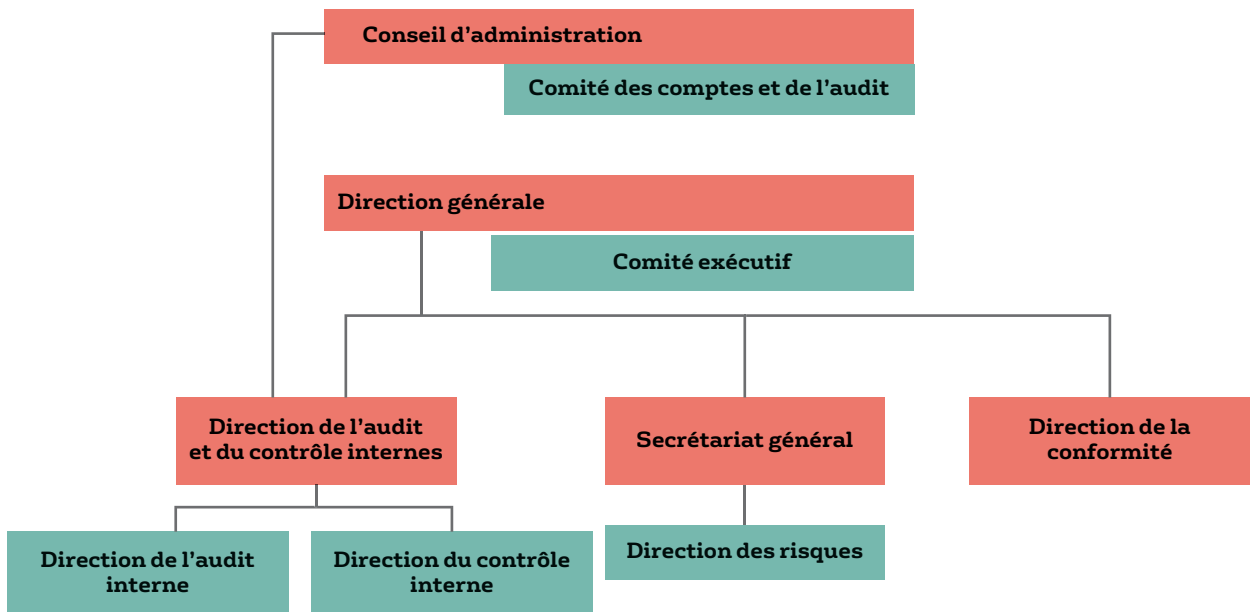 Conseil d’administration
Comité des comptes et de l’audit
Direction générale
Comité exécutif
Direction de l’audit
et du contrôle internes
Secrétariat général
Direction de la
conformité
Direction de l’audit
interne
Direction du contrôle
interne
Direction des risques